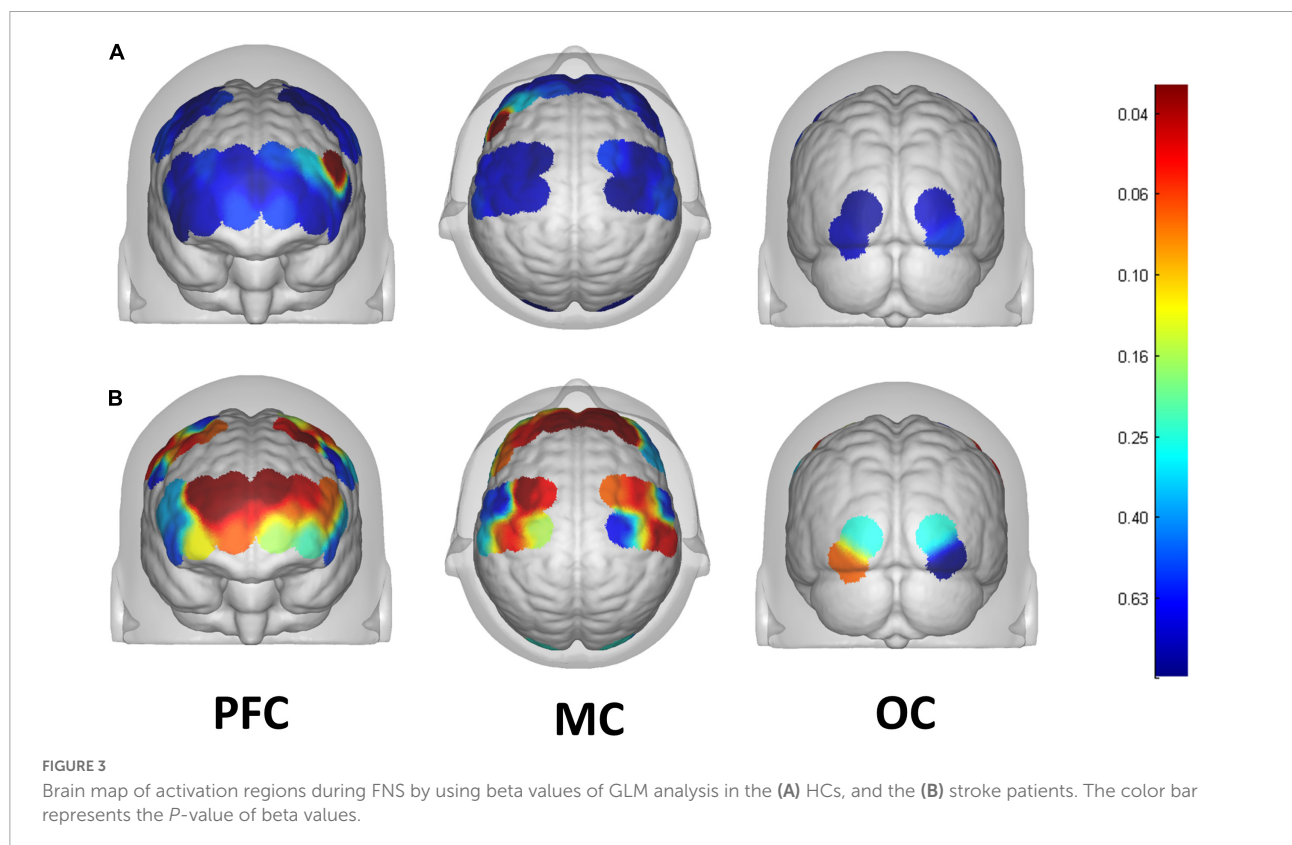 A
0.04
0.06
0.10
0.16
0.25
0.40
0.63
B
PFC
MC
OC
FIGURE 3
Brain map of activation regions during FNS by using beta values of GLM analysis in the (A) HCs, and the (B) stroke patients. The color bar
represents the P-value of beta values.